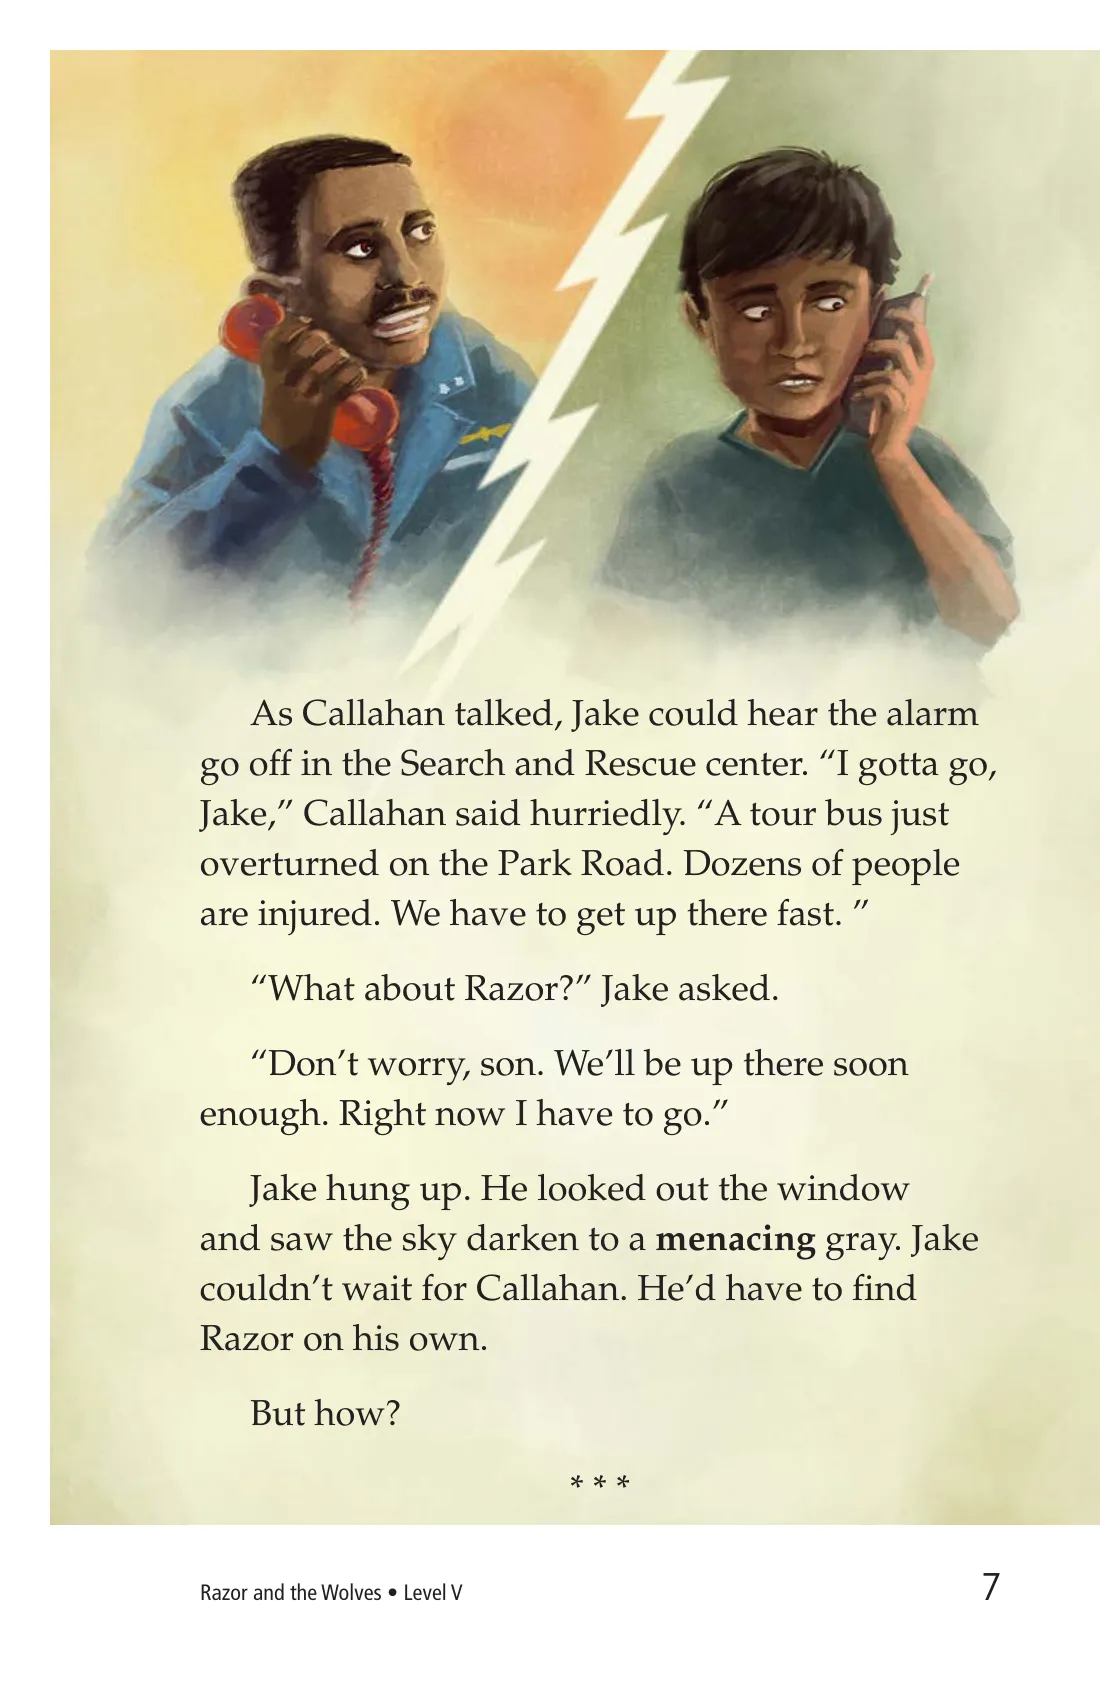 As Callahan talked, Jake could hear the alarm
go off in the Search and Rescue center. “I gotta go,
Jake,” Callahan said hurriedly. “A tour bus just
overturned on the Park Road. Dozens of people
are injured. We have to get up there fast. ”
“What about Razor?” Jake asked.
“Don’t worry, son. We’ll be up there soon
enough. Right now I have to go.”
Jake hung up. He looked out the window
and saw the sky darken to a menacing gray. Jake
couldn’t wait for Callahan. He’d have to find
Razor on his own.
But how?
* * *
Razor and the Wolves • Level V
7